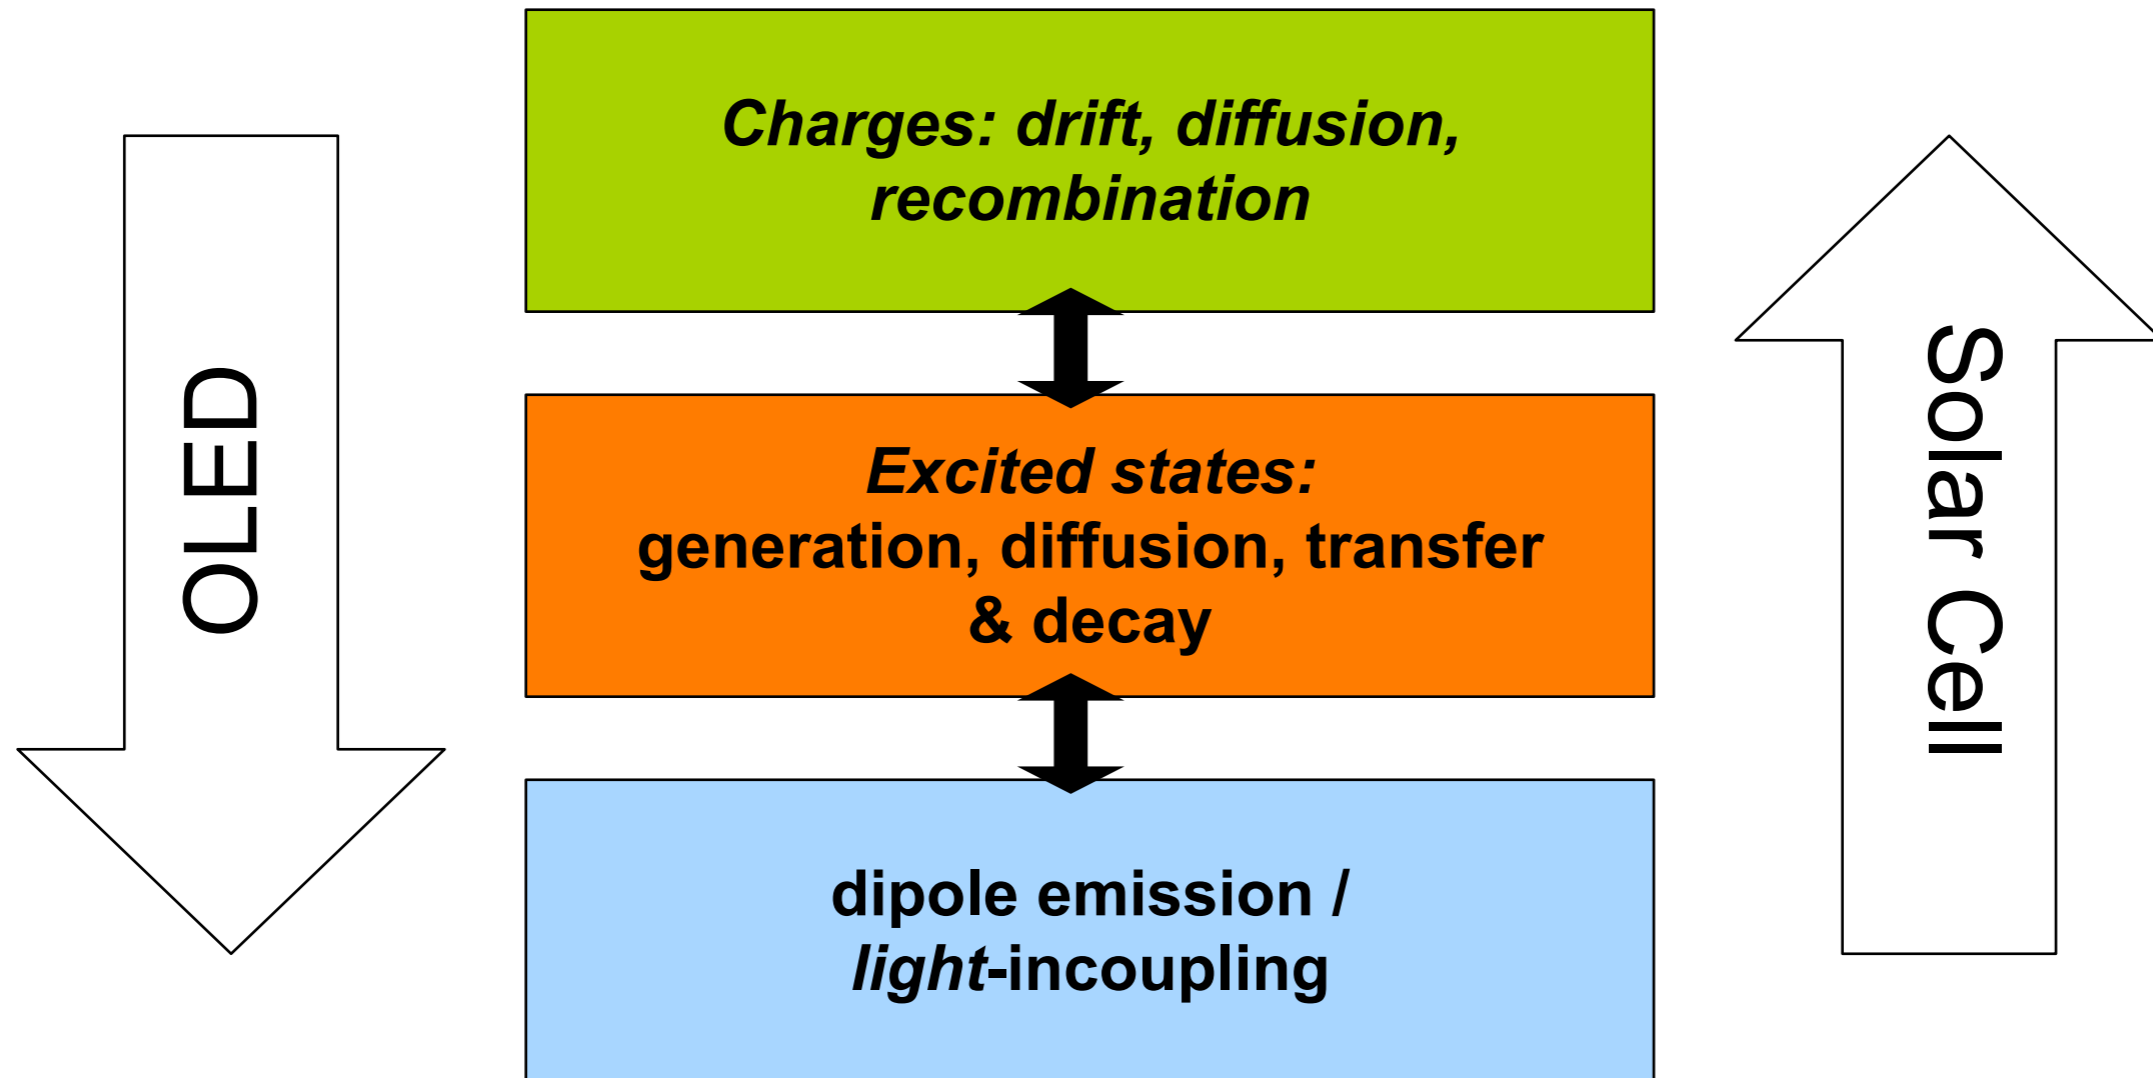 OLED
Charges: drift, diffusion,
recombination
Excited states:
generation, diffusion, transfer
& decay
dipole emission /
light-incoupling
Solar Cell